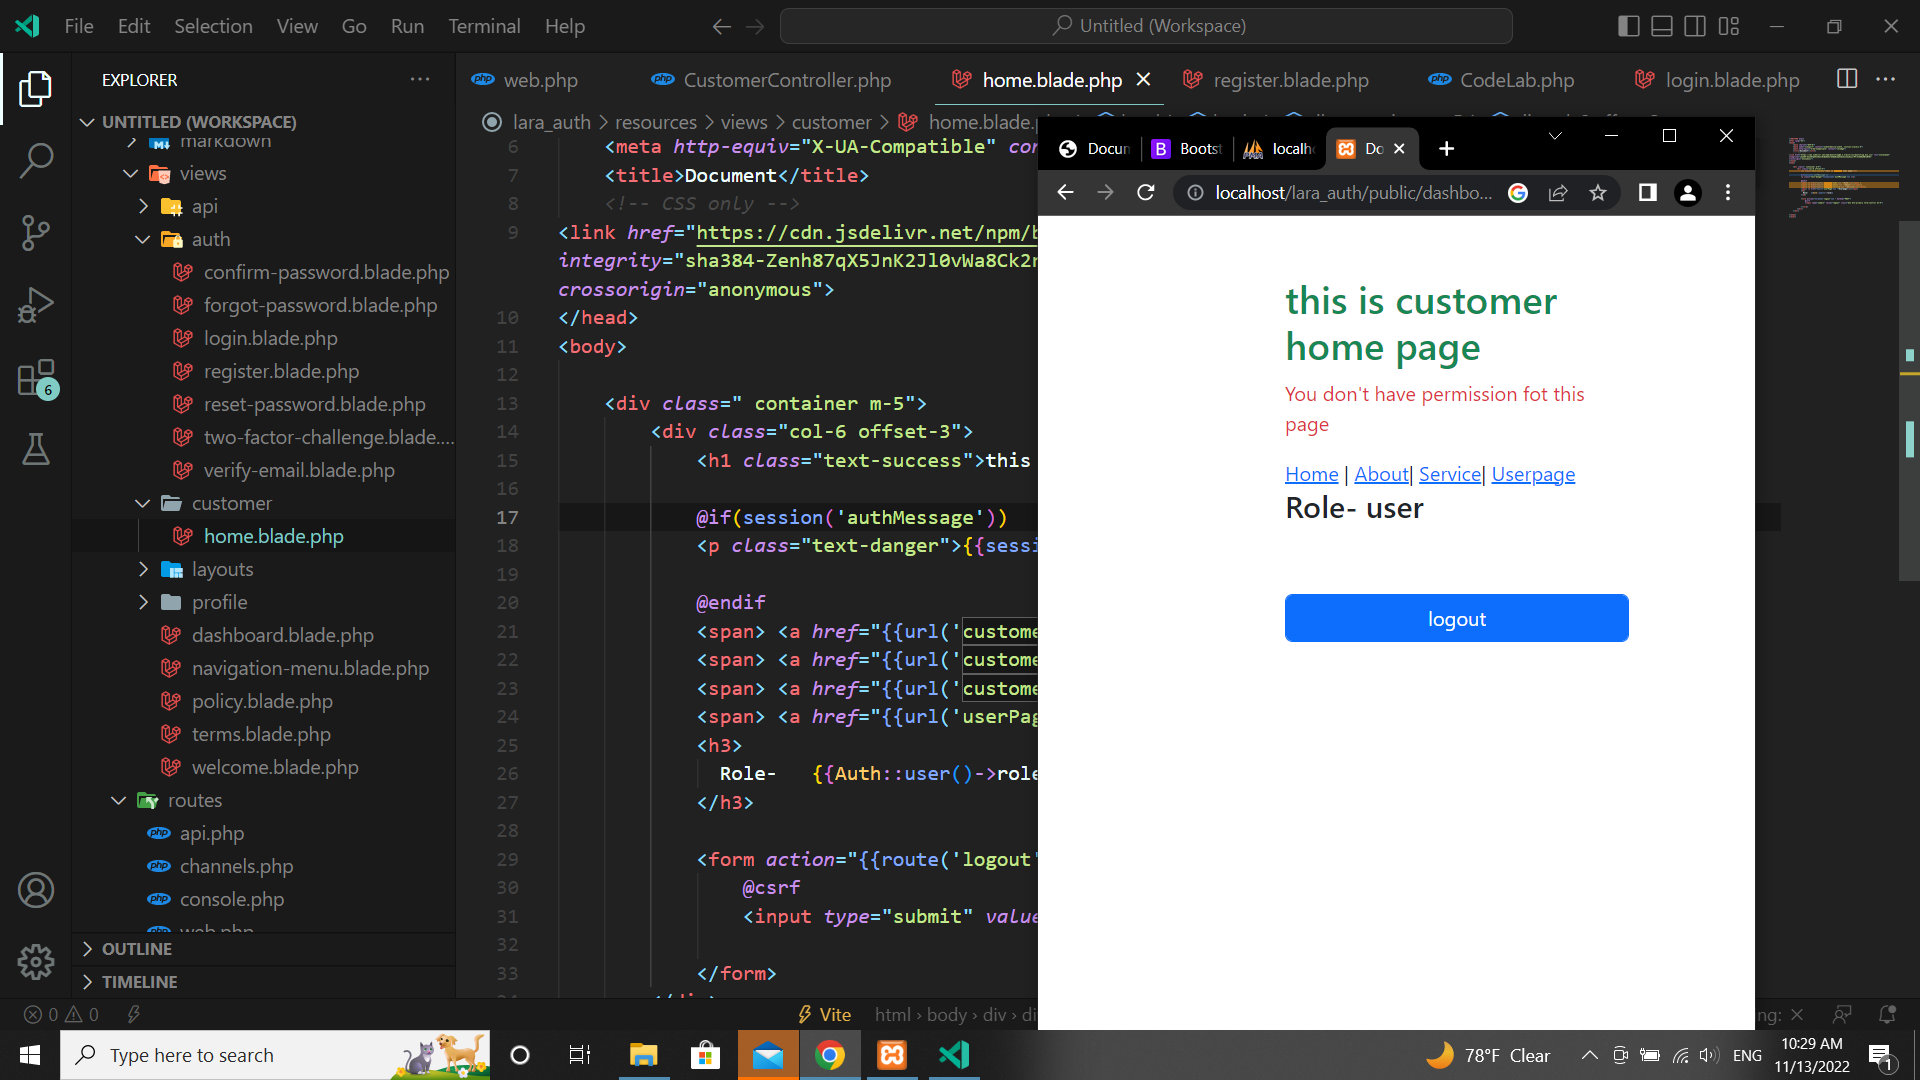 File Edit Selection View Go Run Terminal Help
Untitled (Workspace)
EXPLORER
web.php
CustomerController.php
home.blade.php
register.blade.php
CodeLab.php
login.blade.php
UNTITLED (WORKSPACE)
markdown
views
api
auth
confirm-password.blade.php
forgot-password.blade.php
login.blade.php
register.blade.php
reset-password.blade.php
two-factor-challenge.blade....
verify-email.blade.php
customer
home.blade.php
layouts
profile
dashboard.blade.php
navigation-menu.blade.php
policy.blade.php
terms.blade.php
welcome.blade.php
routes
api.php
channels.php
console.php
web.php
OUTLINE
TIMELINE
lara_auth > resources > views > customer > home.blade.
6 <meta http-equiv="X-UA-Compatible" con
7 <title>Document</title>
8 <!-- CSS only -->
9 <link href="https://cdn.jsdelivr.net/npm/b
integrity="sha384-Zenh87qX5JnK2Jl0vWa8Ck2r
crossorigin="anonymous">
10 </head>
11 <body>
12
13 <div class=" container m-5">
14 <div class="col-6 offset-3">
15 <h1 class="text-success">this
16
17 @if(session('authMessage'))
18 <p class="text-danger">{{sessi
19
20 @endif
21 <span> <a href="{{url('custome
22 <span> <a href="{{url('custome
23 <span> <a href="{{url('custome
24 <span> <a href="{{url('userPag
25 <h3>
26 Role- {{Auth::user()->role
27 </h3>
28
29 <form action="{{route('logout'
30 @csrf
31 <input type="submit" value
32
33 </form>
Docum
Bootst
localh
Do
localhost/lara_auth/public/dashbo...
this is customer
home page
You don't have permission fot this
page
Home | About| Service| Userpage
Role- user
logout
0 0
Vite
html › body › div › di
ng:
Type here to search
78°F Clear
ENG
10:29 AM
11/13/2022
6
1